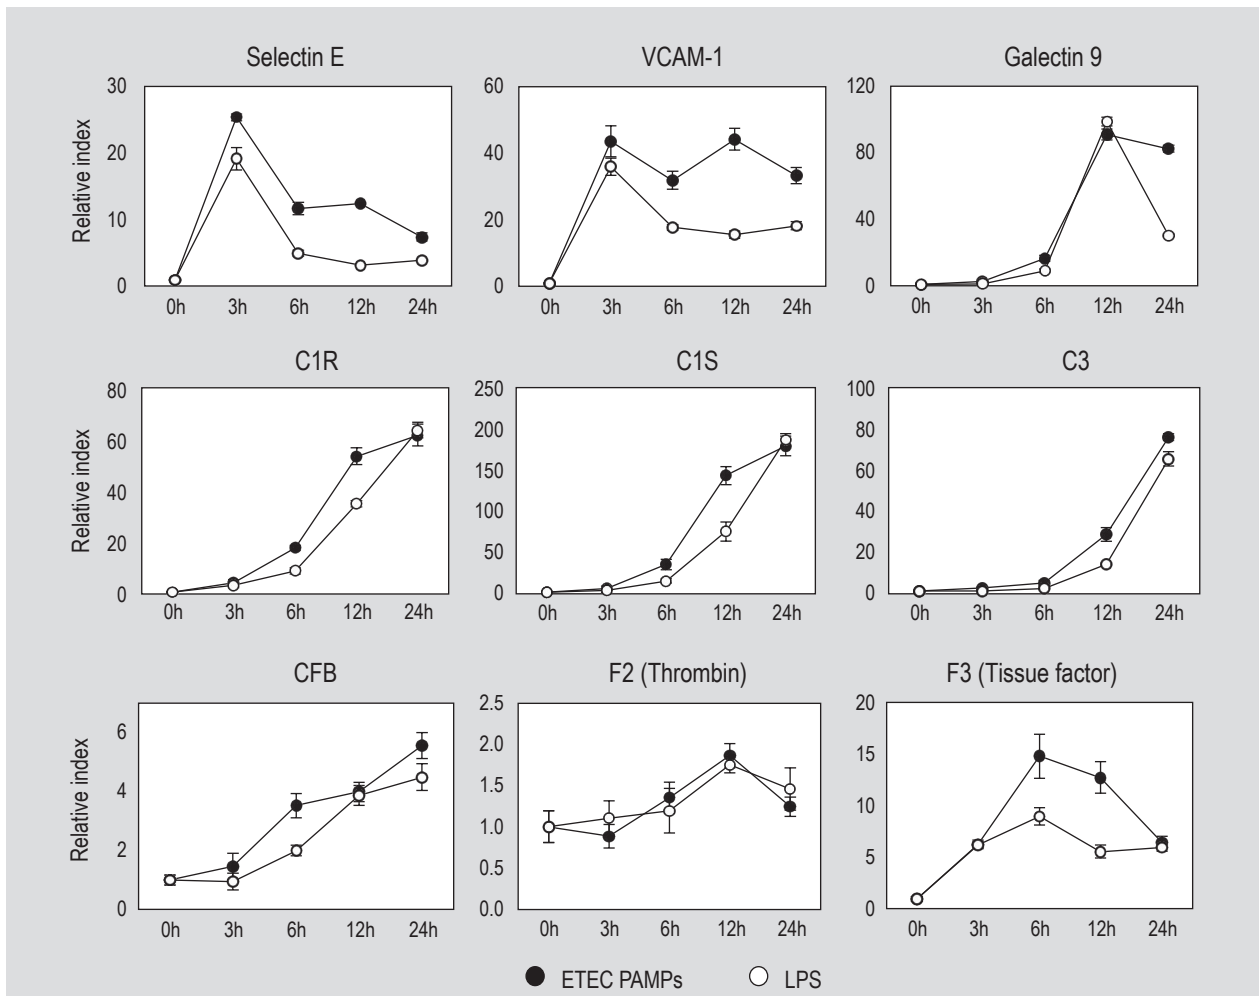 Selectin E
VCAM-1
Galectin 9
Relative index
30
20
10
0
0h 3h 6h 12h 24h
60
40
20
0
0h 3h 6h 12h 24h
120
80
40
0
0h 3h 6h 12h 24h
C1R
C1S
C3
Relative index
80
60
40
20
0
0h 3h 6h 12h 24h
250
200
150
100
50
0
0h 3h 6h 12h 24h
100
80
60
40
20
0
0h 3h 6h 12h 24h
CFB
F2 (Thrombin)
F3 (Tissue factor)
Relative index
6
4
2
0
0h 3h 6h 12h 24h
2.5
2.0
1.5
1.0
0.5
0.0
0h 3h 6h 12h 24h
20
15
10
5
0
0h 3h 6h 12h 24h
ETEC PAMPs LPS